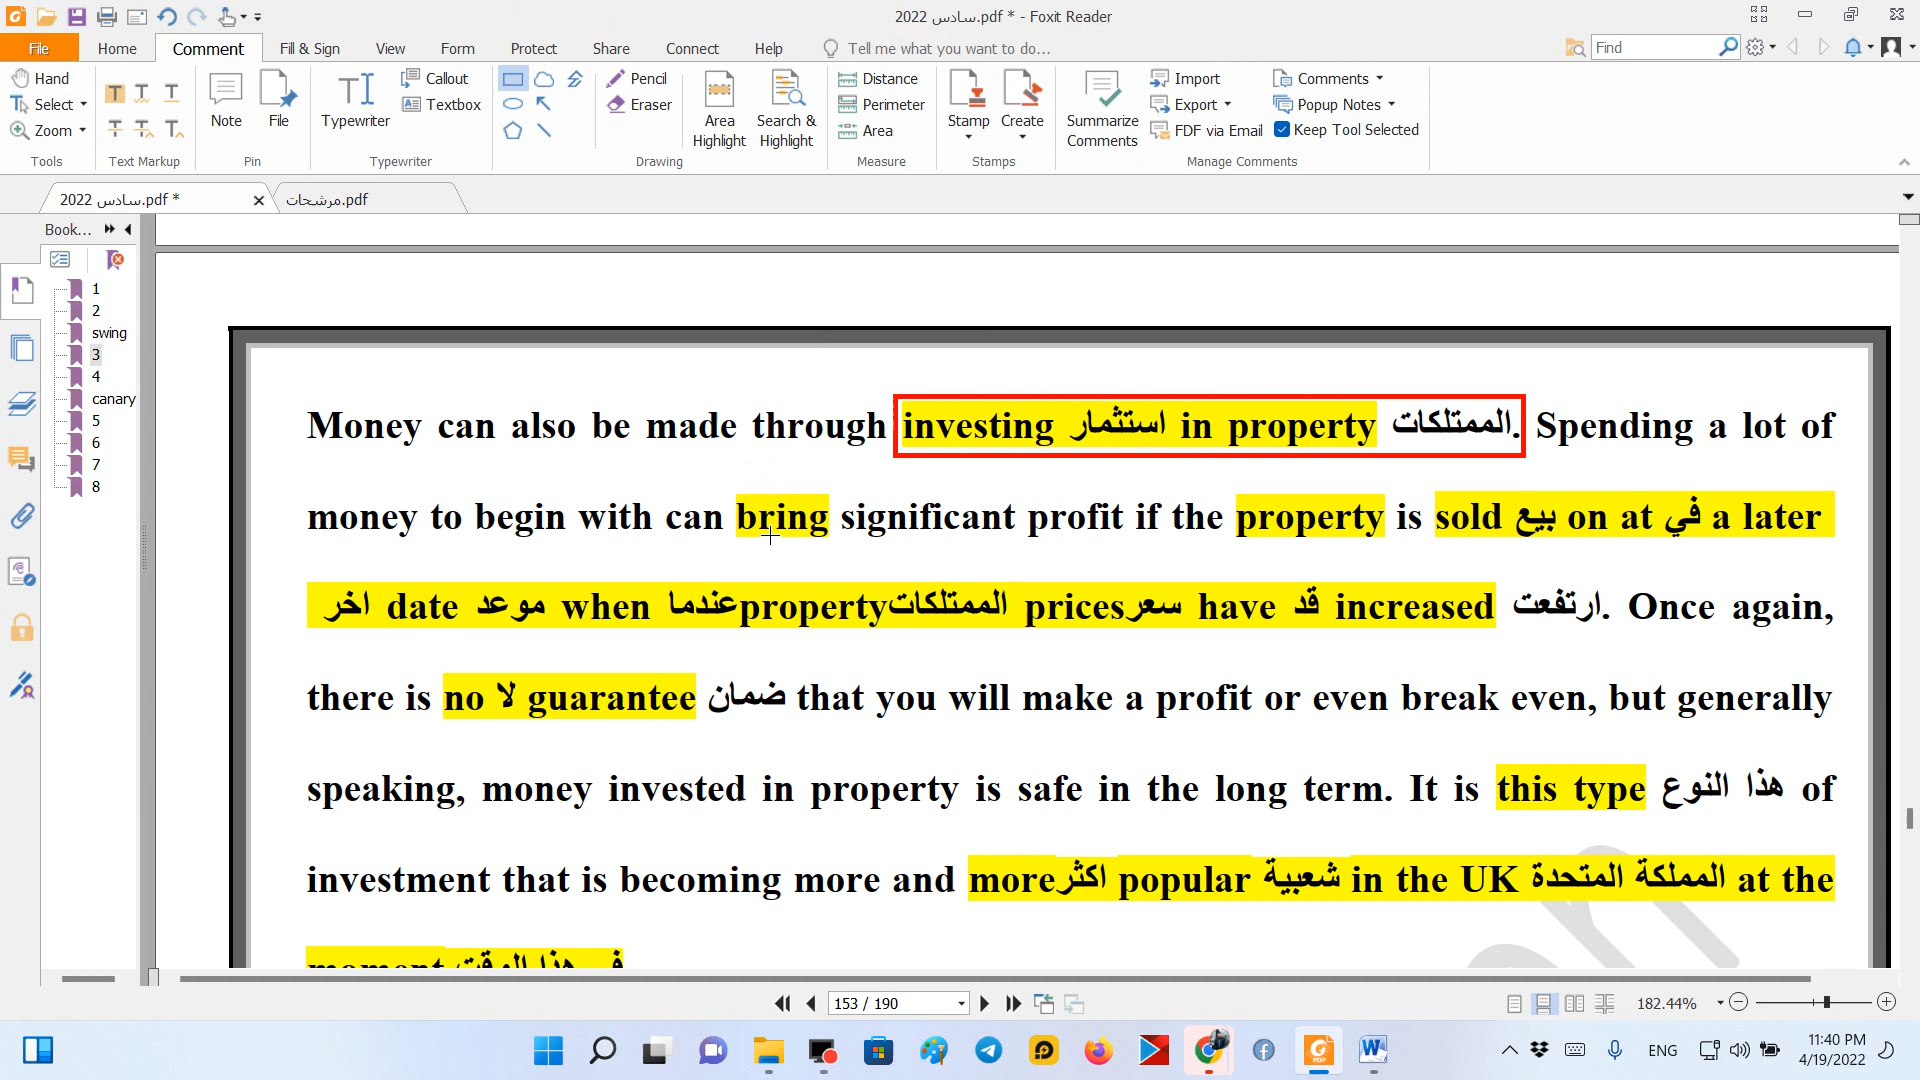 سادس 2022.pdf * - Foxit Reader
File Home Comment Fill & Sign View Form Protect Share Connect Help Tell me what you want to do... Find
Hand
Select
Zoom
Tools
Text Markup
Note
File
Pin
Typewriter
Typewriter
Callout
Textbox
Pencil
Eraser
Drawing
Area Highlight
Search & Highlight
Distance
Perimeter
Area
Measure
Stamp
Create
Stamps
Summarize Comments
Import
Export
FDF via Email
Comments
Popup Notes
Keep Tool Selected
Manage Comments
سادس 2022.pdf *
مرشحات.pdf
Book...
1
2
swing
3
4
canary
5
6
7
8
Money can also be made through investing استثمار in property الممتلكات. Spending a lot of
money to begin with can bring significant profit if the property is sold بيع on at في a later
اخر date موعد when عندما property الممتلكات prices سعر have قد increased ارتفعت. Once again,
there is no لا guarantee ضمان that you will make a profit or even break even, but generally
speaking, money invested in property is safe in the long term. It is this type هذا النوع of
investment that is becoming more and more اكثر popular شعبية in the UK المملكة المتحدة at the
moment في هذا الوقت
153 / 190
182.44%
ENG
11:40 PM
4/19/2022